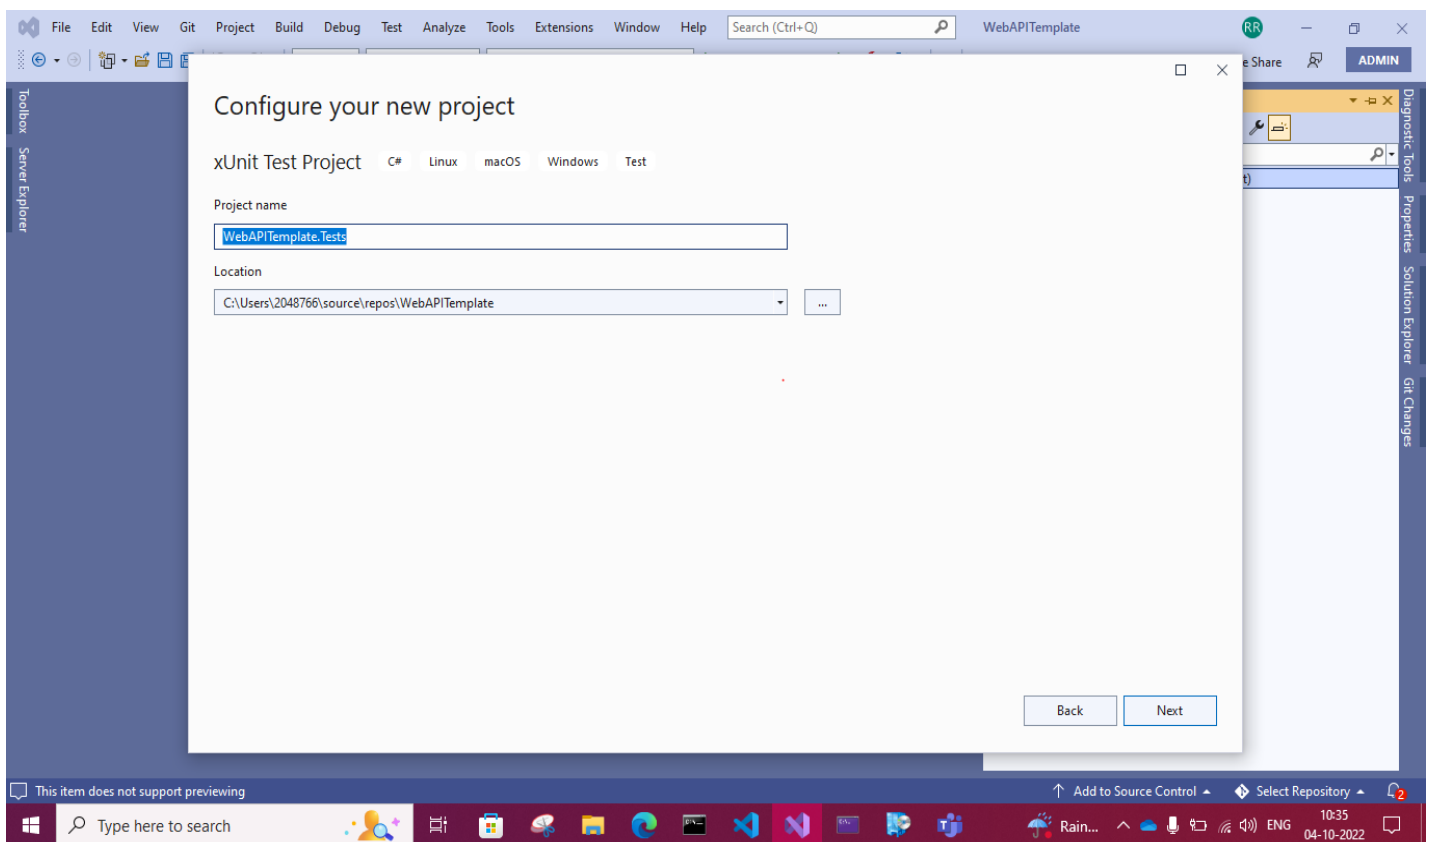 File Edit View Git Project Build Debug Test Analyze Tools Extensions Window Help Search (Ctrl+Q) WebAPITemplate RR
e Share ADMIN
Toolbox
Server Explorer
Configure your new project
xUnit Test Project C# Linux macOS Windows Test
Project name
WebAPITemplate.Tests
Location
C:\Users\2048766\source\repos\WebAPITemplate ...
Back Next
t)
Diagnostic Tools
Properties
Solution Explorer
Git Changes
This item does not support previewing Add to Source Control Select Repository 2
Type here to search Rain... ENG 10:35
04-10-2022